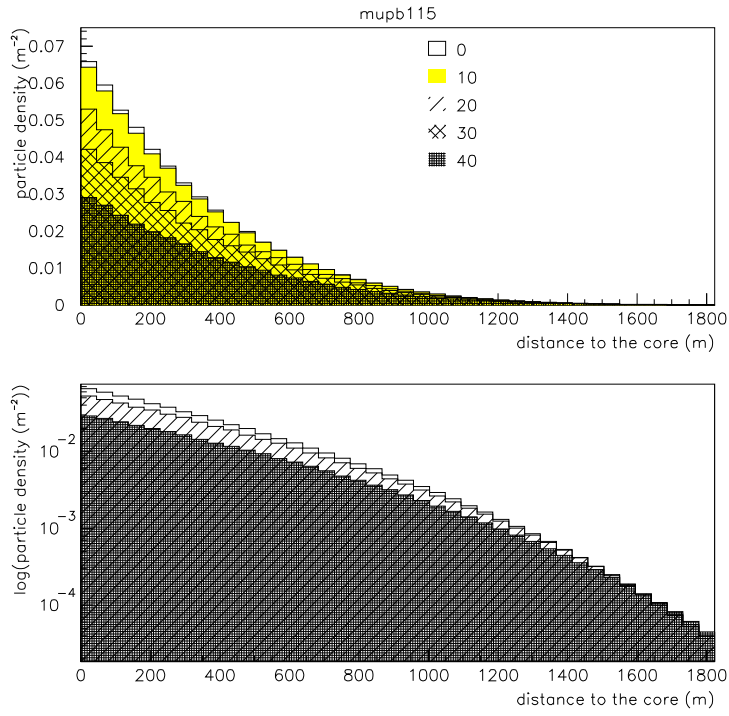 mupb115
particle density (m⁻²)
0.07
0.06
0.05
0.04
0.03
0.02
0.01
0
0
10
20
30
40
0 200 400 600 800 1000 1200 1400 1600 1800
distance to the core (m)
log(particle density (m⁻²))
10⁻²
10⁻³
10⁻⁴
0 200 400 600 800 1000 1200 1400 1600 1800
distance to the core (m)